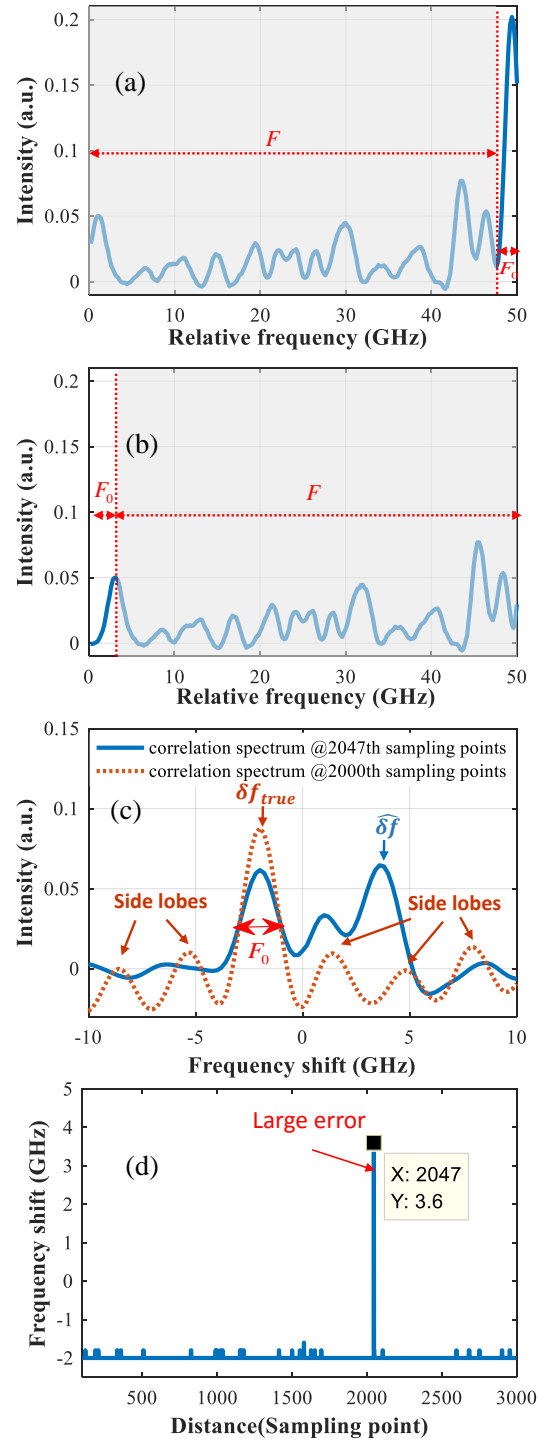 0.2
(a)
0.15
F
0.1
0.05
F₀
0
0 10 20 30 40 50
Intensity (a.u.)
Relative frequency (GHz)
0.2
(b)
0.15
F₀
F
0.1
0.05
0
0 10 20 30 40 50
Intensity (a.u.)
Relative frequency (GHz)
0.15
correlation spectrum @2047th sampling points
correlation spectrum @2000th sampling points
(c)
δf_true
δf̂
0.1
Side lobes
Side lobes
0.05
F₀
0
-10 -5 0 5 10
Intensity (a.u.)
Frequency shift (GHz)
5
4
Large error
3
(d)
X: 2047
Y: 3.6
2
1
0
-1
-2
500 1000 1500 2000 2500 3000
Frequency shift (GHz)
Distance(Sampling point)